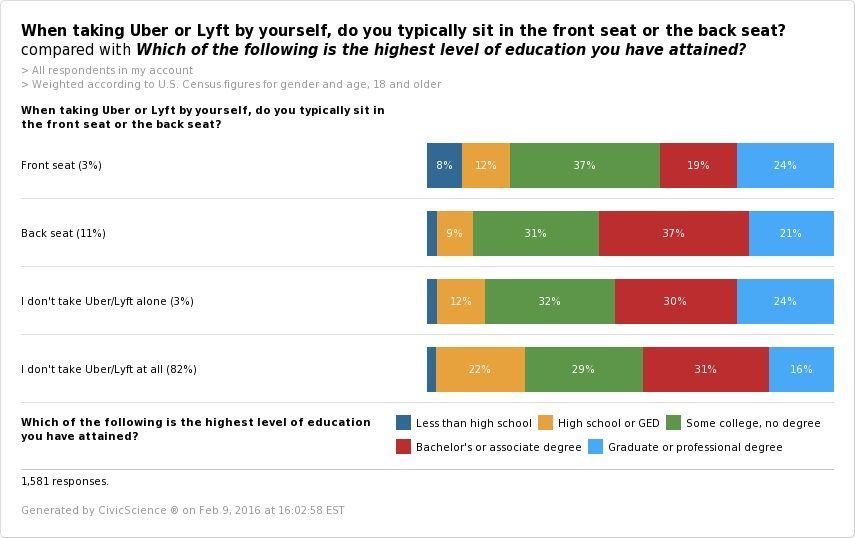 When taking Uber or Lyft by yourself, do you typically sit in the front seat or the back seat?
compared with Which of the following is the highest level of education you have attained?
> All respondents in my account
> Weighted according to U.S. Census figures for gender and age, 18 and older
When taking Uber or Lyft by yourself, do you typically sit in
the front seat or the back seat?
Front seat (3%)
8% 12% 37% 19% 24%
Back seat (11%)
9% 31% 37% 21%
I don't take Uber/Lyft alone (3%)
12% 32% 30% 24%
I don't take Uber/Lyft at all (82%)
22% 29% 31% 16%
Which of the following is the highest level of education
you have attained?
Less than high school High school or GED Some college, no degree
Bachelor's or associate degree Graduate or professional degree
1,581 responses.
Generated by CivicScience ® on Feb 9, 2016 at 16:02:58 EST